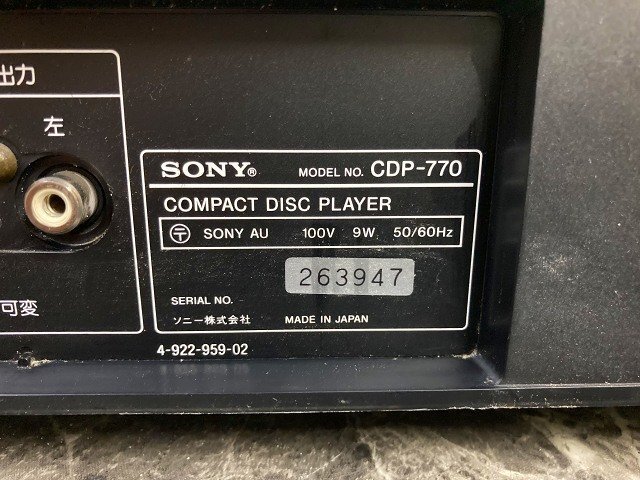 出力
左
可変
SONY® MODEL NO. CDP-770
COMPACT DISC PLAYER
〒 SONY AU 100V 9W 50/60Hz
263947
SERIAL NO.
ソニー株式会社 MADE IN JAPAN
4-922-959-02